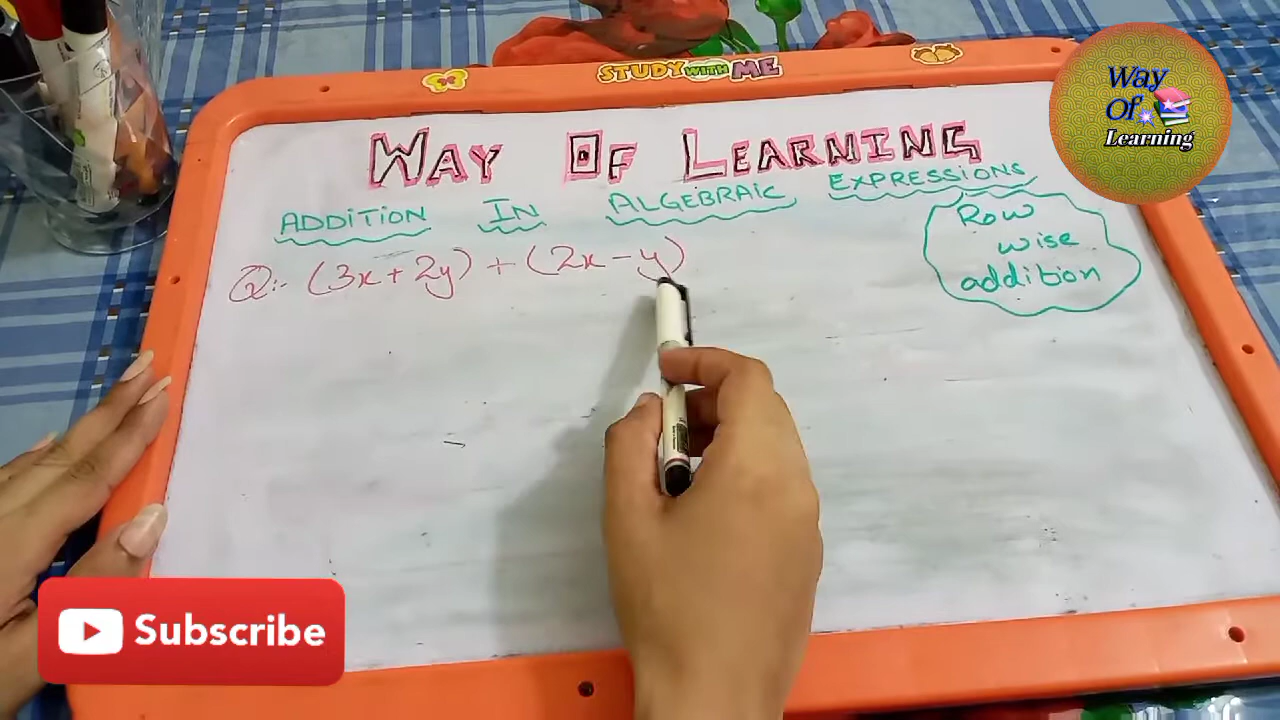 STUDY WITH ME
Way
Of
Learning
WAY OF LEARNING
ADDITION IN ALGEBRAIC EXPRESSIONS
Row
wise
addition
Q:- (3x + 2y) + (2x - y)
Subscribe